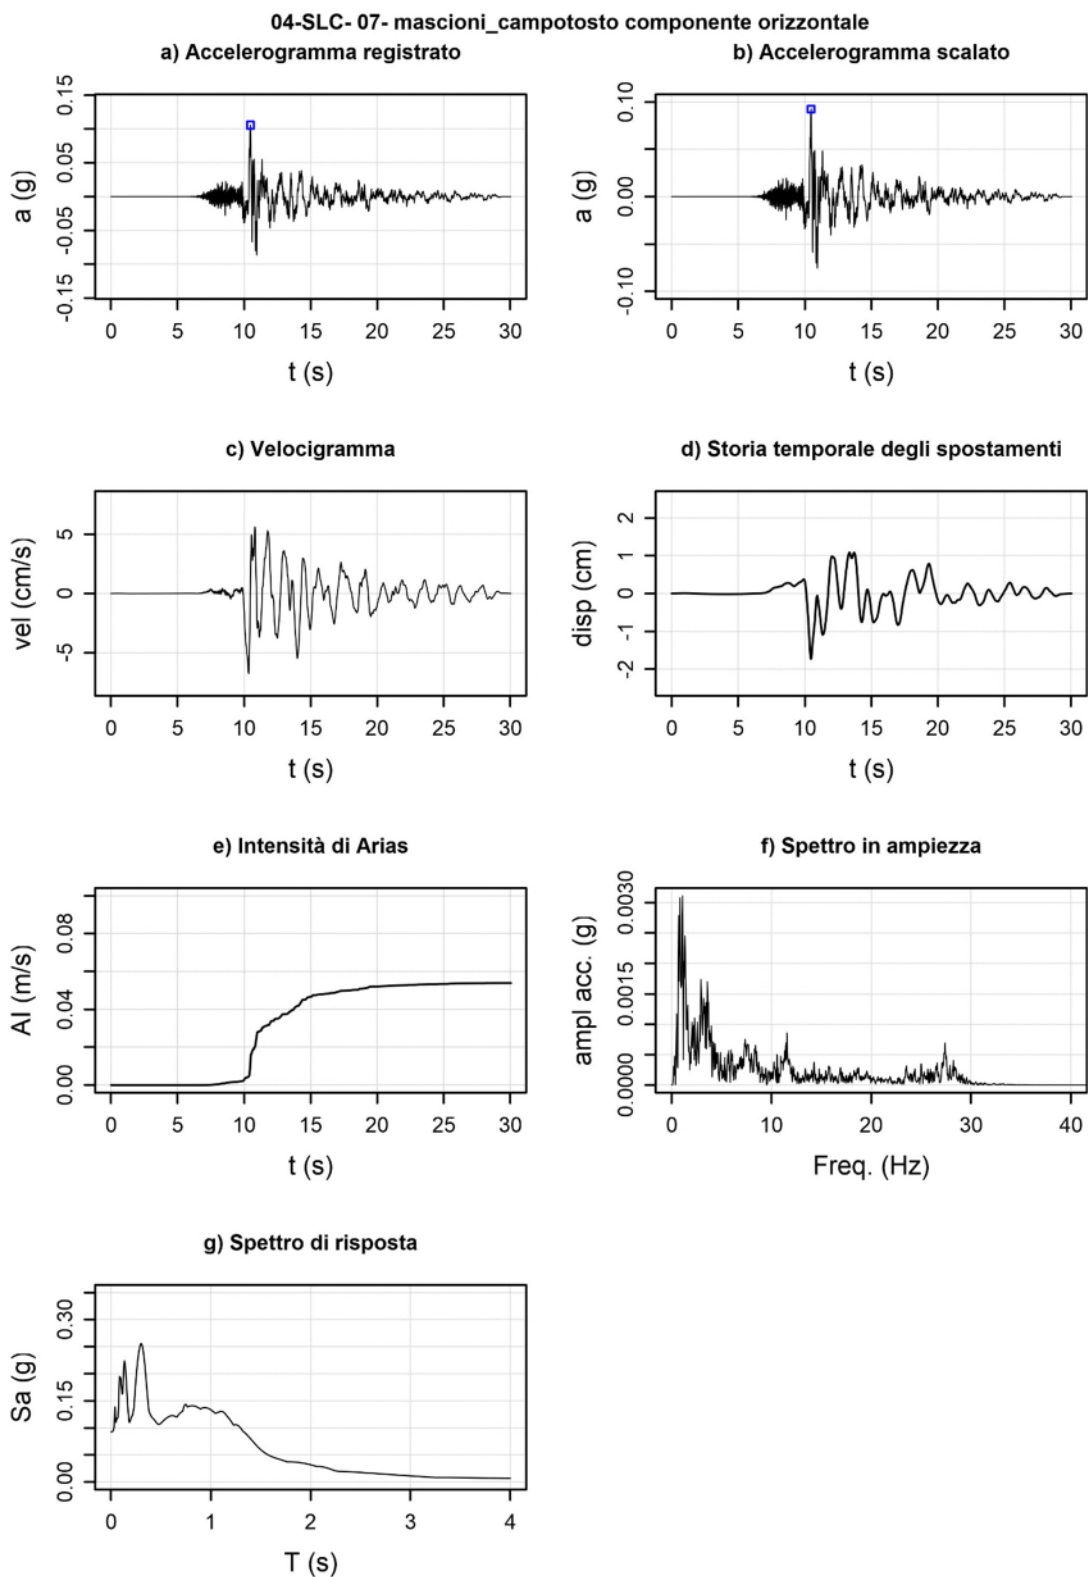 04-SLC- 07- mascioni_campotosto componente orizzontale
a) Accelerogramma registrato
b) Accelerogramma scalato
a (g)
0.15
0.05
-0.05
-0.15
0 5 10 15 20 25 30
t (s)
a (g)
0.10
0.00
-0.10
0 5 10 15 20 25 30
t (s)
c) Velocigramma
d) Storia temporale degli spostamenti
vel (cm/s)
5
0
-5
0 5 10 15 20 25 30
t (s)
disp (cm)
2
1
0
-1
-2
0 5 10 15 20 25 30
t (s)
e) Intensità di Arias
f) Spettro in ampiezza
AI (m/s)
0.08
0.04
0.00
0 5 10 15 20 25 30
t (s)
ampl acc. (g)
0.0030
0.0015
0.0000
0 10 20 30 40
Freq. (Hz)
g) Spettro di risposta
Sa (g)
0.30
0.15
0.00
0 1 2 3 4
T (s)